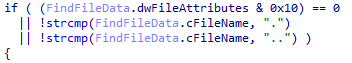 if ( (FindFileData.dwFileAttributes & 0x10) == 0
|| !strcmp(FindFileData.cFileName, ".")
|| !strcmp(FindFileData.cFileName, "..") )
{